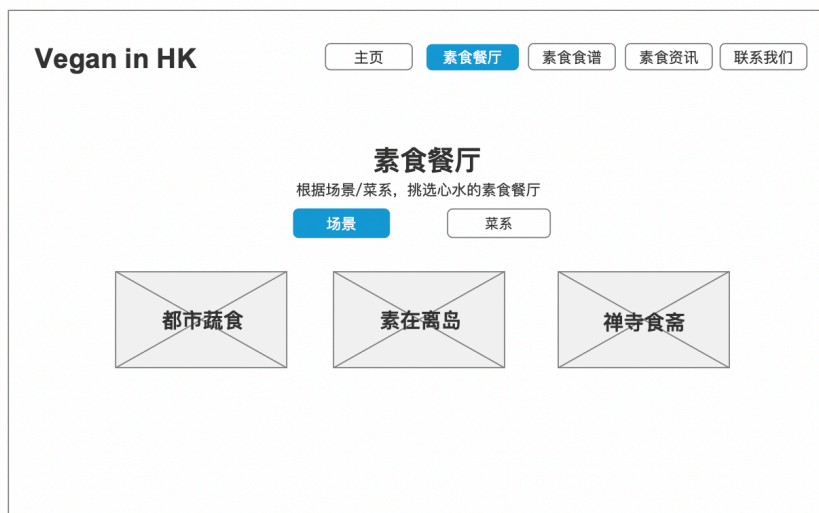 Vegan in HK
主页 素食餐厅 素食食谱 素食资讯 联系我们
素食餐厅
根据场景/菜系，挑选心水的素食餐厅
场景 菜系
都市蔬食 素在离岛 禅寺食斋